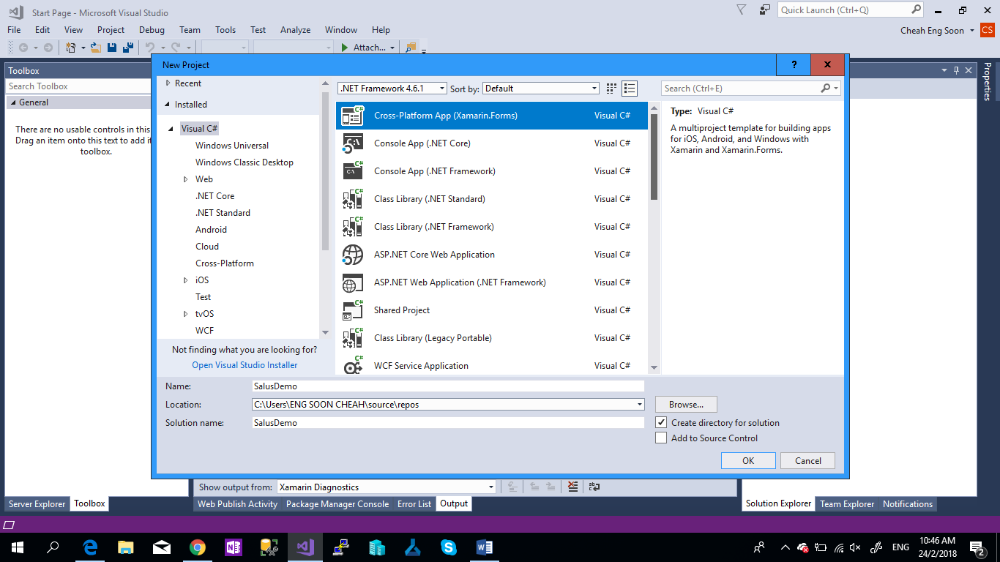 Start Page - Microsoft Visual Studio
Quick Launch (Ctrl+Q)
File Edit View Project Debug Team Tools Test Analyze Window Help
Cheah Eng Soon
CS
Attach...
Toolbox
Search Toolbox
General
There are no usable controls in this
Drag an item onto this text to add it
toolbox.
Properties
New Project
?
Recent
Installed
Visual C#
Windows Universal
Windows Classic Desktop
Web
.NET Core
.NET Standard
Android
Cloud
Cross-Platform
iOS
Test
tvOS
WCF
Not finding what you are looking for?
Open Visual Studio Installer
.NET Framework 4.6.1
Sort by: Default
Search (Ctrl+E)
Cross-Platform App (Xamarin.Forms) Visual C#
Console App (.NET Core) Visual C#
Console App (.NET Framework) Visual C#
Class Library (.NET Standard) Visual C#
Class Library (.NET Framework) Visual C#
ASP.NET Core Web Application Visual C#
ASP.NET Web Application (.NET Framework) Visual C#
Shared Project Visual C#
Class Library (Legacy Portable) Visual C#
WCF Service Application Visual C#
Type: Visual C#
A multiproject template for building apps
for iOS, Android, and Windows with
Xamarin and Xamarin.Forms.
Name: SalusDemo
Location: C:\Users\ENG SOON CHEAH\source\repos
Browse...
Solution name: SalusDemo
Create directory for solution
Add to Source Control
OK
Cancel
Show output from: Xamarin Diagnostics
Server Explorer Toolbox
Web Publish Activity Package Manager Console Error List Output
Solution Explorer Team Explorer Notifications
ENG
10:46 AM
24/2/2018
2